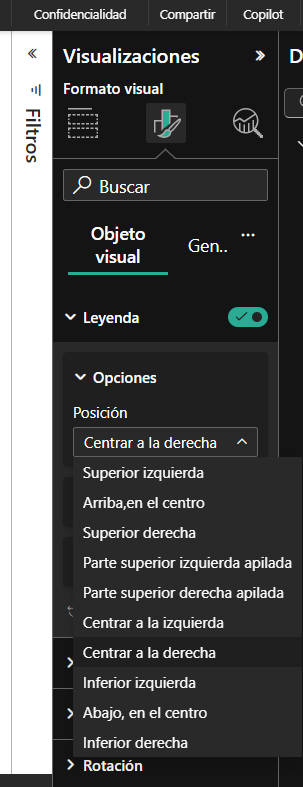 Confidencialidad Compartir Copilot
Visualizaciones
Formato visual
Filtros
Buscar
Objeto
visual
Gen..
Leyenda
Opciones
Posición
Centrar a la derecha
Superior izquierda
Arriba,en el centro
Superior derecha
Parte superior izquierda apilada
Parte superior derecha apilada
Centrar a la izquierda
Centrar a la derecha
Inferior izquierda
Abajo, en el centro
Inferior derecha
Rotación